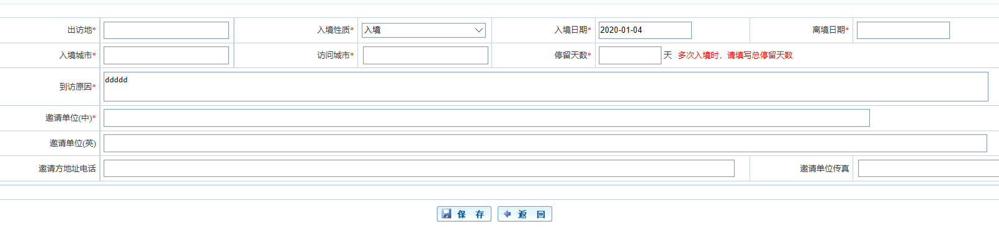 出访地* 入境性质* 入境 入境日期* 2020-01-04 离境日期*
入境城市* 访问城市* 停留天数* 天 多次入境时，请填写总停留天数
到访原因* ddddd
邀请单位(中)*
邀请单位(英)
邀请方地址电话 邀请单位传真
保 存 返 回